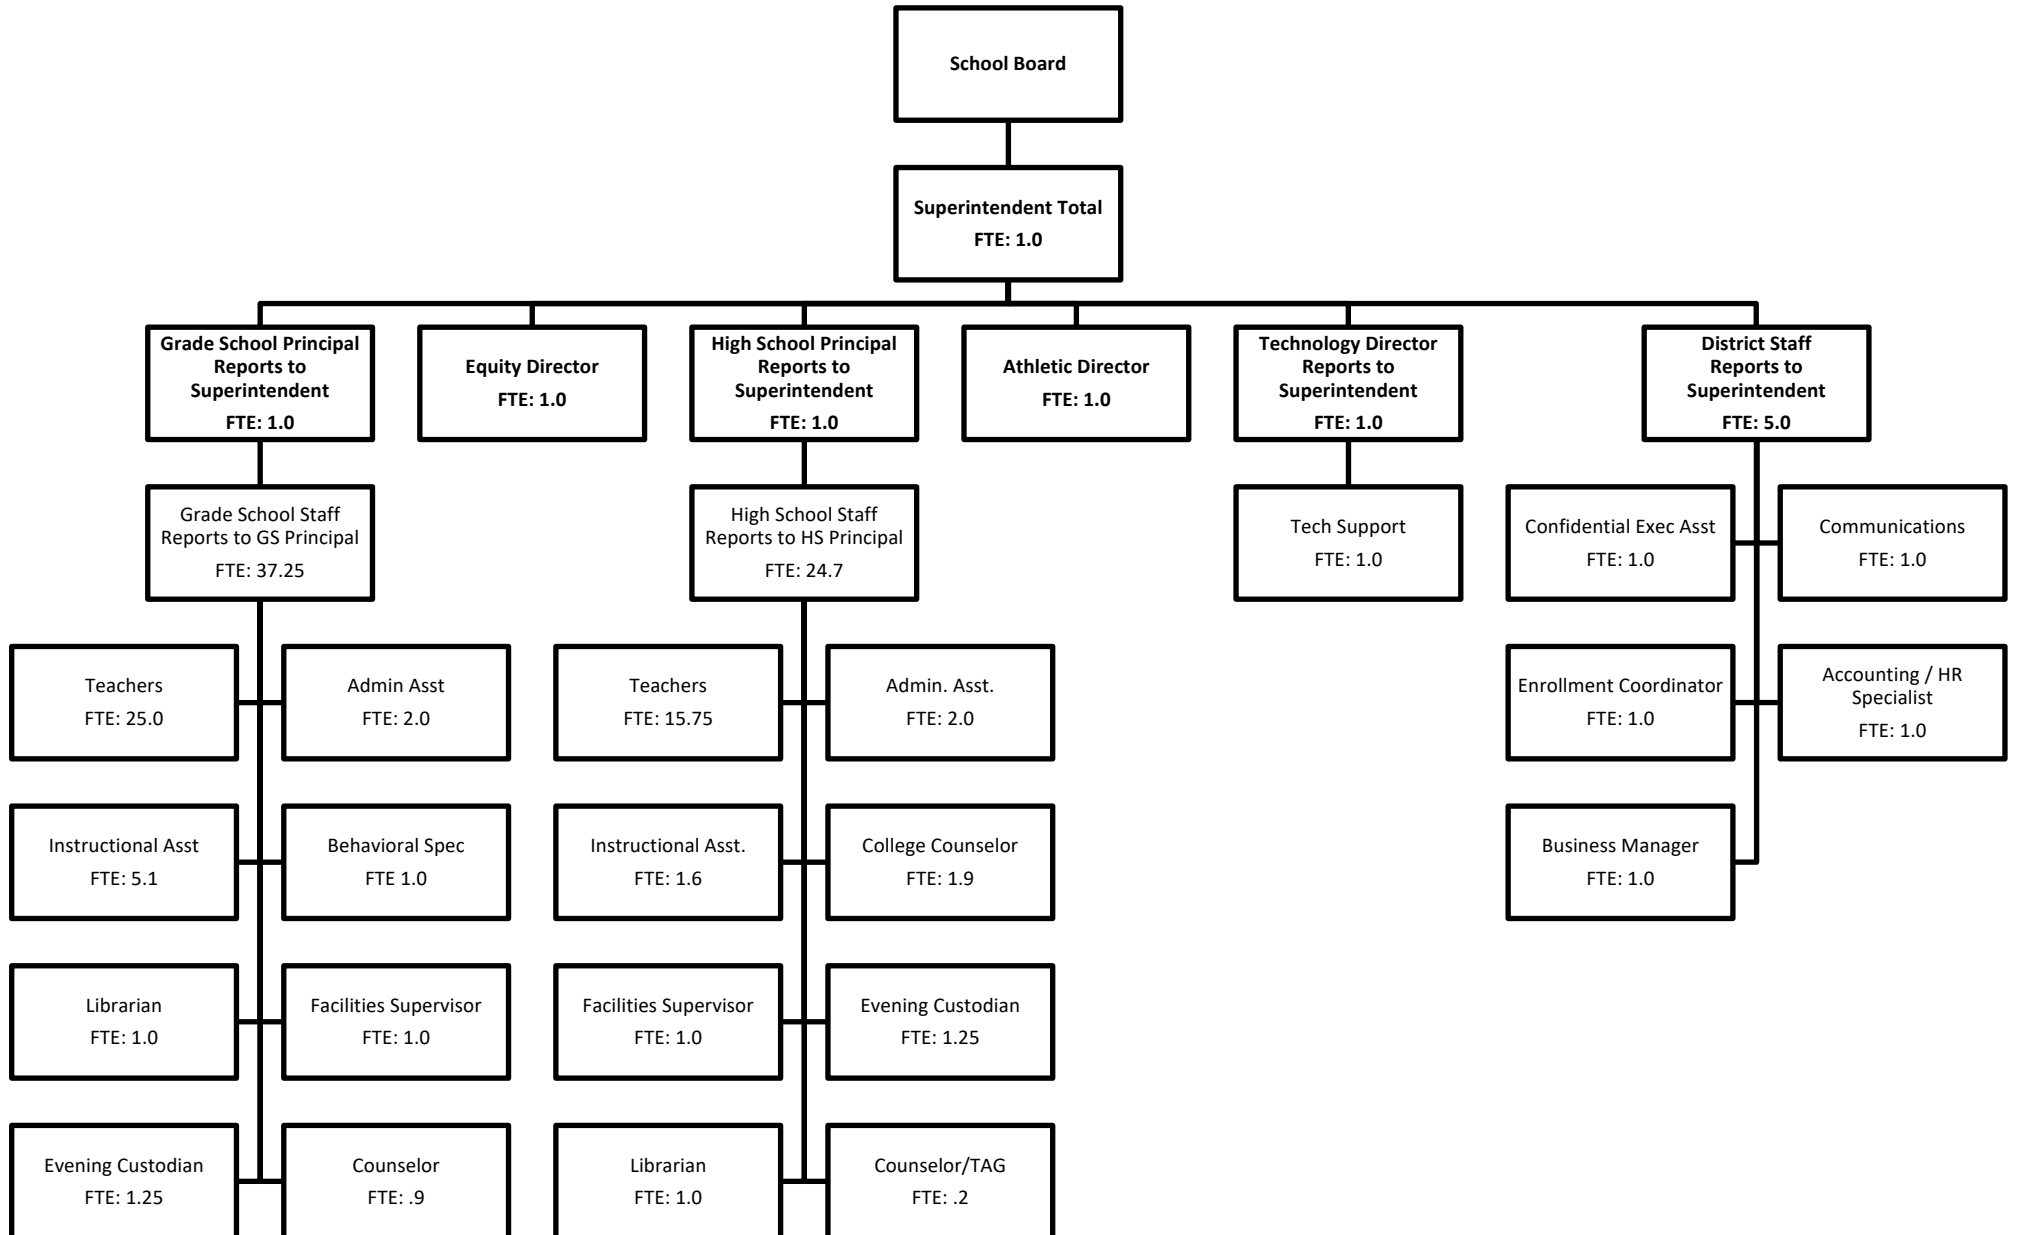 School Board
Superintendent Total
FTE: 1.0
Grade School Principal
Reports to
Superintendent
FTE: 1.0
Equity Director
FTE: 1.0
High School Principal
Reports to
Superintendent
FTE: 1.0
Athletic Director
FTE: 1.0
Technology Director
Reports to
Superintendent
FTE: 1.0
District Staff
Reports to
Superintendent
FTE: 5.0
Grade School Staff
Reports to GS Principal
FTE: 37.25
High School Staff
Reports to HS Principal
FTE: 24.7
Tech Support
FTE: 1.0
Confidential Exec Asst
FTE: 1.0
Communications
FTE: 1.0
Teachers
FTE: 25.0
Admin Asst
FTE: 2.0
Teachers
FTE: 15.75
Admin. Asst.
FTE: 2.0
Enrollment Coordinator
FTE: 1.0
Accounting / HR
Specialist
FTE: 1.0
Instructional Asst
FTE: 5.1
Behavioral Spec
FTE 1.0
Instructional Asst.
FTE: 1.6
College Counselor
FTE: 1.9
Business Manager
FTE: 1.0
Librarian
FTE: 1.0
Facilities Supervisor
FTE: 1.0
Facilities Supervisor
FTE: 1.0
Evening Custodian
FTE: 1.25
Evening Custodian
FTE: 1.25
Counselor
FTE: .9
Librarian
FTE: 1.0
Counselor/TAG
FTE: .2